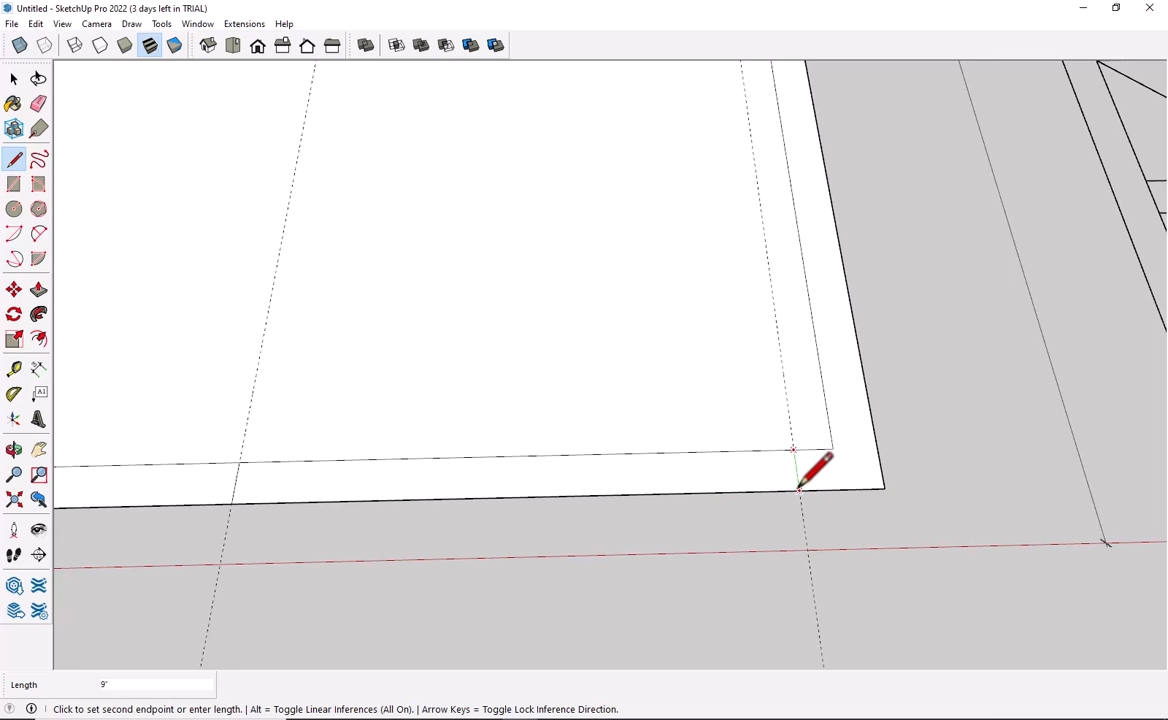 Untitled - SketchUp Pro 2022 (3 days left in TRIAL)
File Edit View Camera Draw Tools Window Extensions Help
A1
Length 9"
Click to set second endpoint or enter length. | Alt = Toggle Linear Inferences (All On). | Arrow Keys = Toggle Lock Inference Direction.